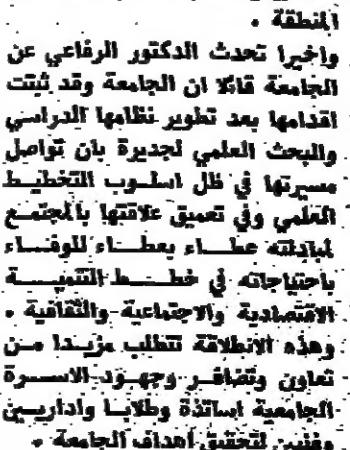 المنطقة .
واخيرا تحدث الدكتور الرفاعي عن
الجامعة قائلا ان الجامعة وقد ثبتت
اقدامها بعد تطوير نظامها الدراسي
والبحث العلمي لجديرة بان تواصل
مسيرتها في ظل اسلوب التخطيط
العلمي وفي تعميق علاقتها بالمجتمع
لمبادلته عطاء بعطاء للوفاء
باحتياجاته في خطط التنمية
الاقتصادية والاجتماعية والثقافية .
وهذه الانطلاقة تتطلب مزيدا من
تعاون وتضافر وجهود الاسرة
الجامعية اساتذة وطلابا واداريين
وفنيين لتحقيق اهداف الجامعة .